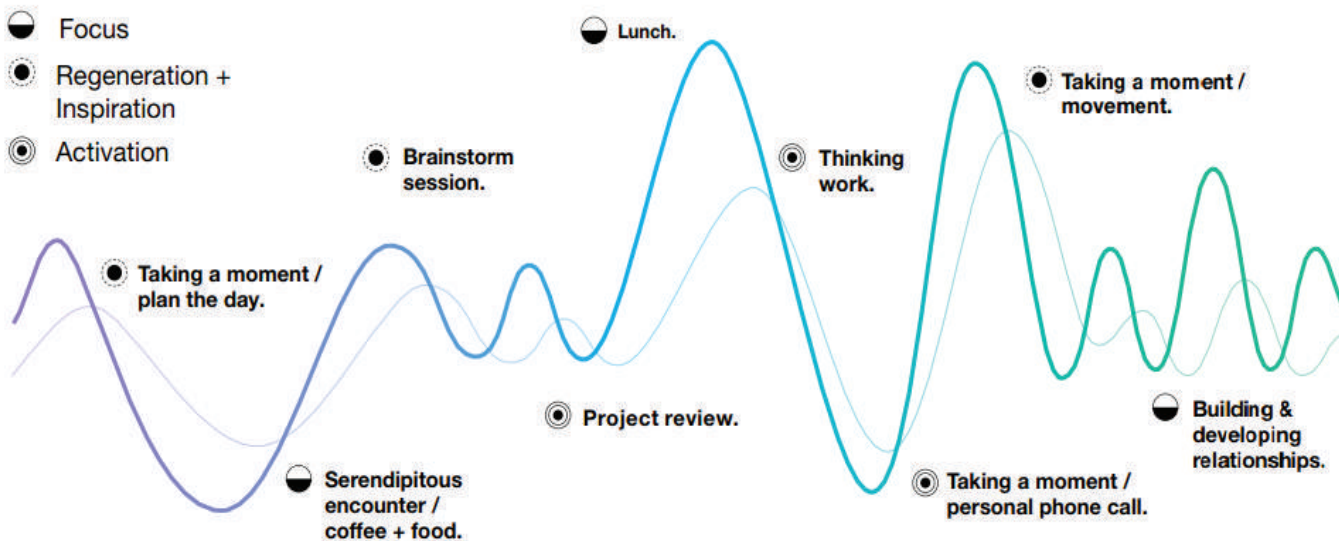 Focus
Regeneration +
Inspiration
Activation
Taking a moment /
plan the day.
Serendipitous
encounter /
coffee + food.
Brainstorm
session.
Project review.
Lunch.
Thinking
work.
Taking a moment /
personal phone call.
Taking a moment /
movement.
Building &
developing
relationships.